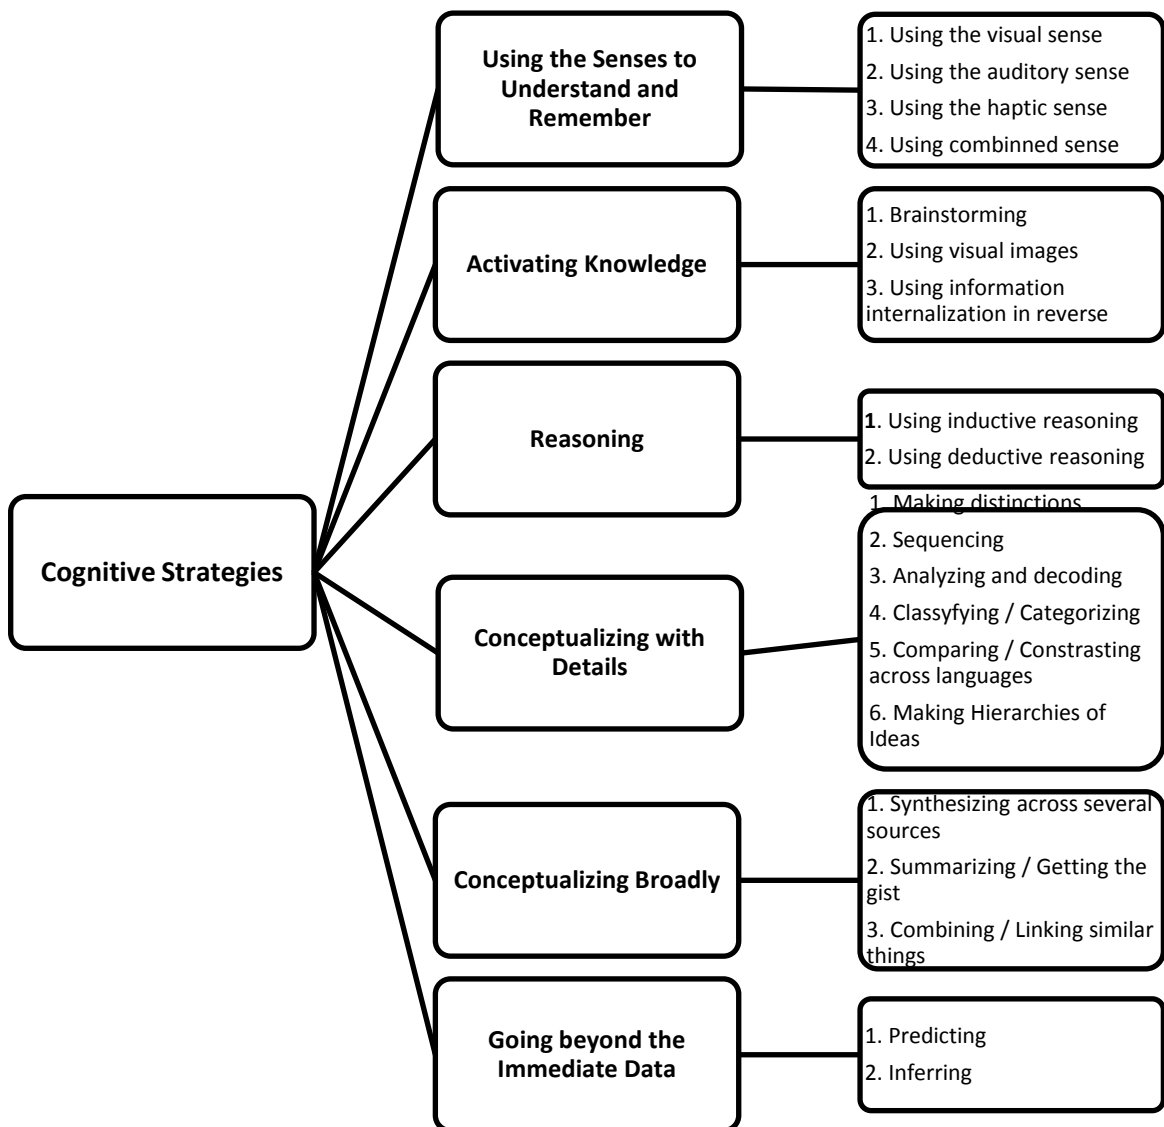 Cognitive Strategies
Using the Senses to
Understand and
Remember
1. Using the visual sense
2. Using the auditory sense
3. Using the haptic sense
4. Using combinned sense
Activating Knowledge
1. Brainstorming
2. Using visual images
3. Using information
internalization in reverse
Reasoning
1. Using inductive reasoning
2. Using deductive reasoning
Conceptualizing with
Details
1. Making distinctions
2. Sequencing
3. Analyzing and decoding
4. Classyfying / Categorizing
5. Comparing / Constrasting
across languages
6. Making Hierarchies of
Ideas
Conceptualizing Broadly
1. Synthesizing across several
sources
2. Summarizing / Getting the
gist
3. Combining / Linking similar
things
Going beyond the
Immediate Data
1. Predicting
2. Inferring